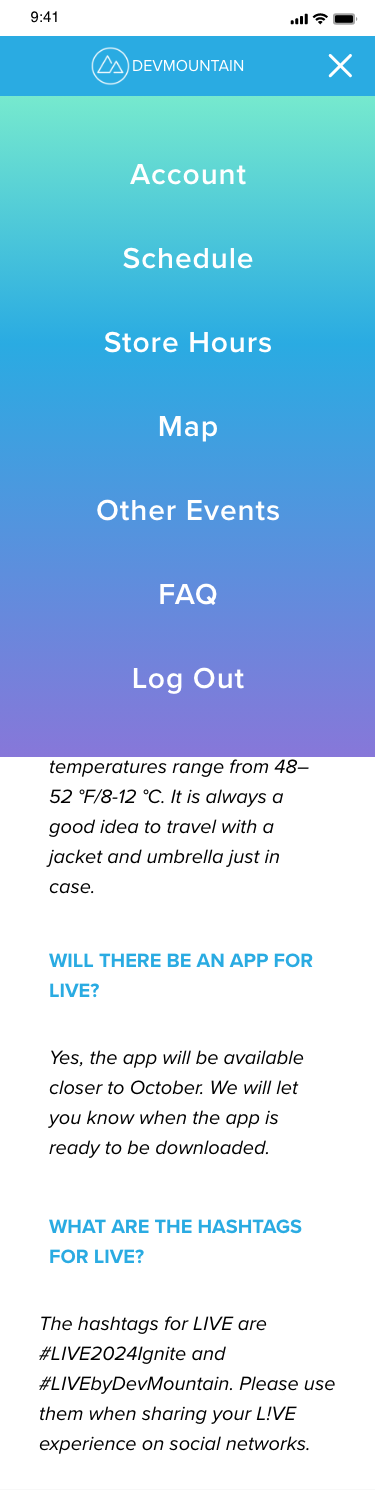 9:41
DEVMOUNTAIN
Account
Schedule
Store Hours
Map
Other Events
FAQ
Log Out
temperatures range from 48–
52 °F/8-12 °C. It is always a
good idea to travel with a
jacket and umbrella just in
case.
WILL THERE BE AN APP FOR
LIVE?
Yes, the app will be available
closer to October. We will let
you know when the app is
ready to be downloaded.
WHAT ARE THE HASHTAGS
FOR LIVE?
The hashtags for LIVE are
#LIVE2024Ignite and
#LIVEbyDevMountain. Please use
them when sharing your L!VE
experience on social networks.